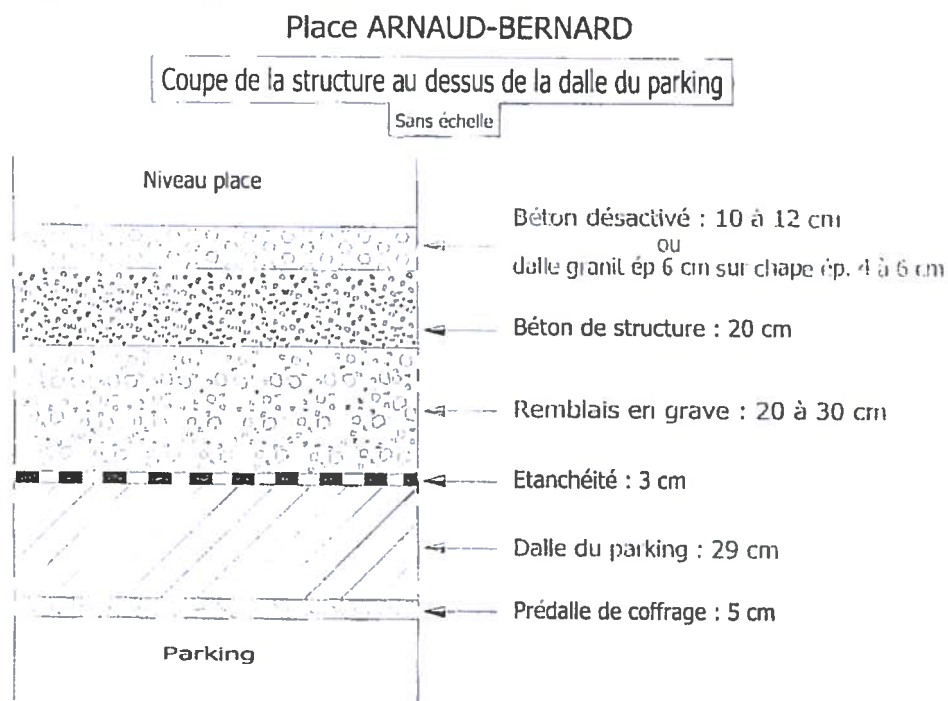 Place ARNAUD-BERNARD
Coupe de la structure au dessus de la dalle du parking
Sans échelle
Niveau place
Béton désactivé : 10 à 12 cm
ou
dalle granit ép 6 cm sur chape ép. 4 à 6 cm
Béton de structure : 20 cm
Remblais en grave : 20 à 30 cm
Etanchéité : 3 cm
Dalle du parking : 29 cm
Prédalle de coffrage : 5 cm
Parking